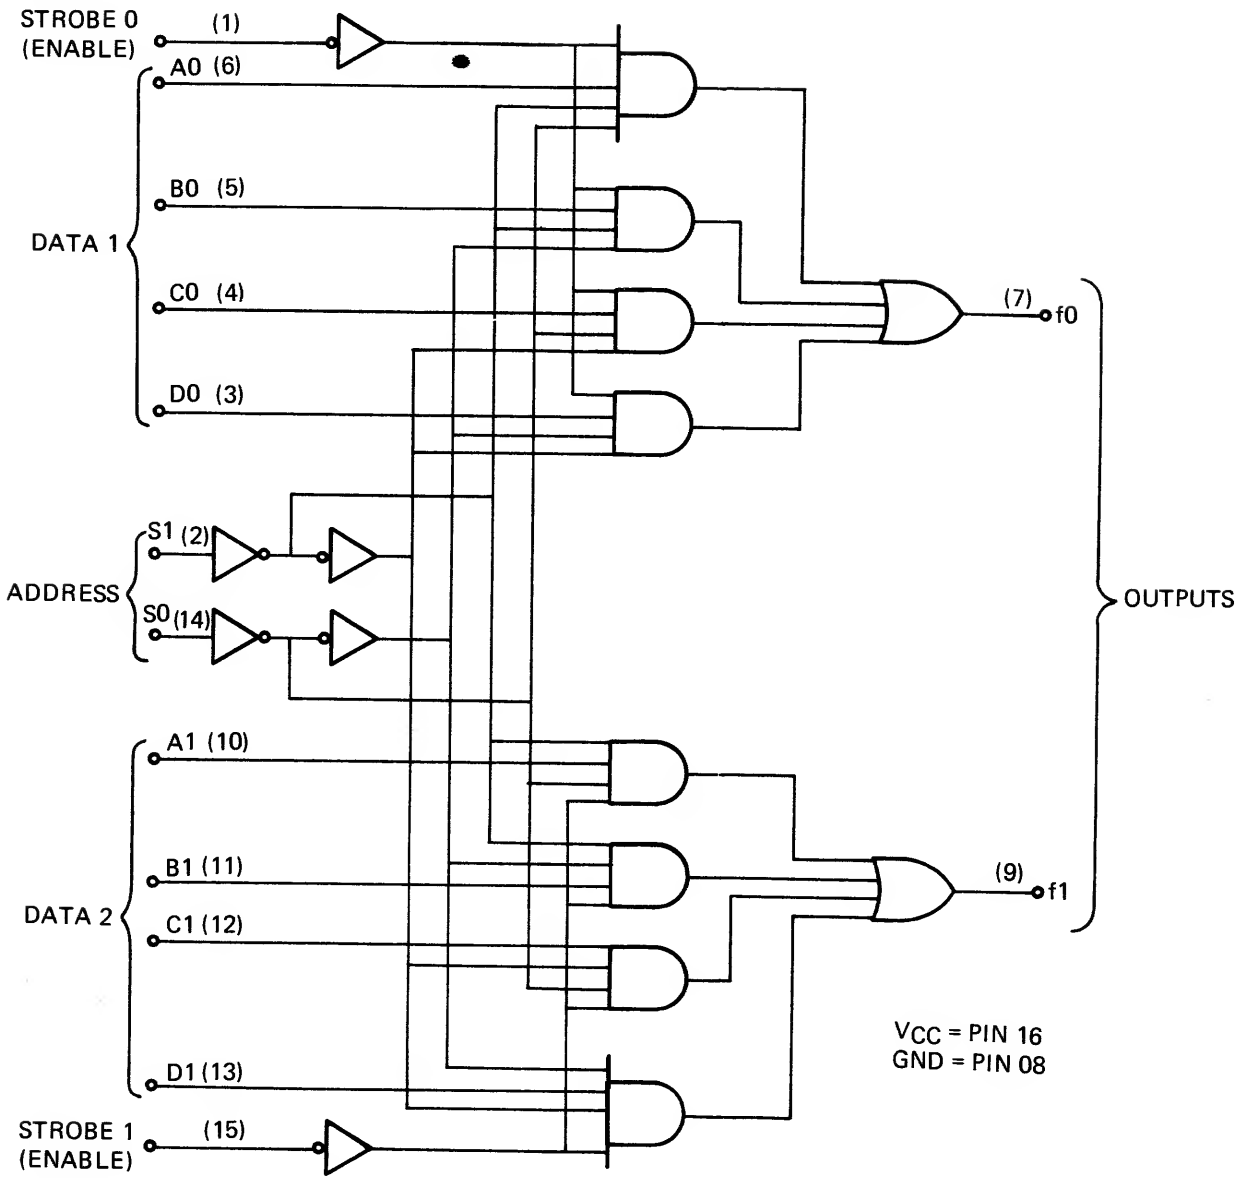 STROBE 0 (1)
(ENABLE)
A0 (6)
B0 (5)
DATA 1
C0 (4)
(7)
f0
D0 (3)
S1 (2)
ADDRESS
S0 (14)
OUTPUTS
A1 (10)
B1 (11)
(9)
f1
DATA 2
C1 (12)
VCC = PIN 16
GND = PIN 08
D1 (13)
STROBE 1 (15)
(ENABLE)